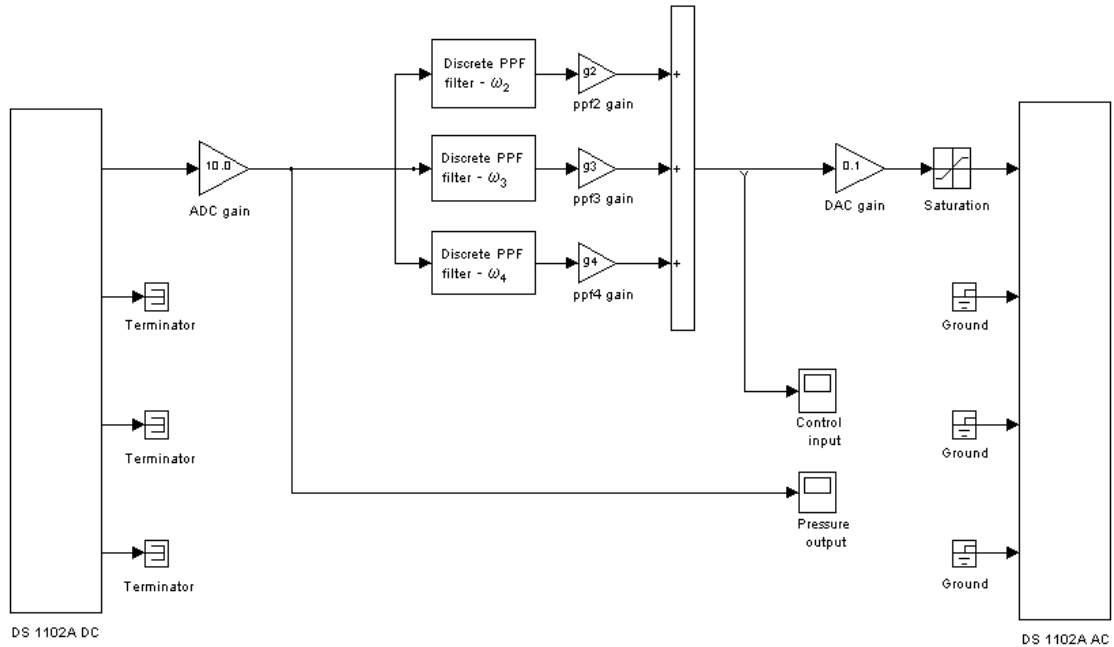 Discrete PPF
filter - ω2
g2
+
ppf2 gain
10.0
ADC gain
Discrete PPF
filter - ω3
g3
+
ppf3 gain
0.1
DAC gain
Saturation
Discrete PPF
filter - ω4
g4
+
ppf4 gain
Terminator
Ground
Control
input
Terminator
Ground
Pressure
output
Terminator
Ground
DS 1102A DC
DS 1102A AC